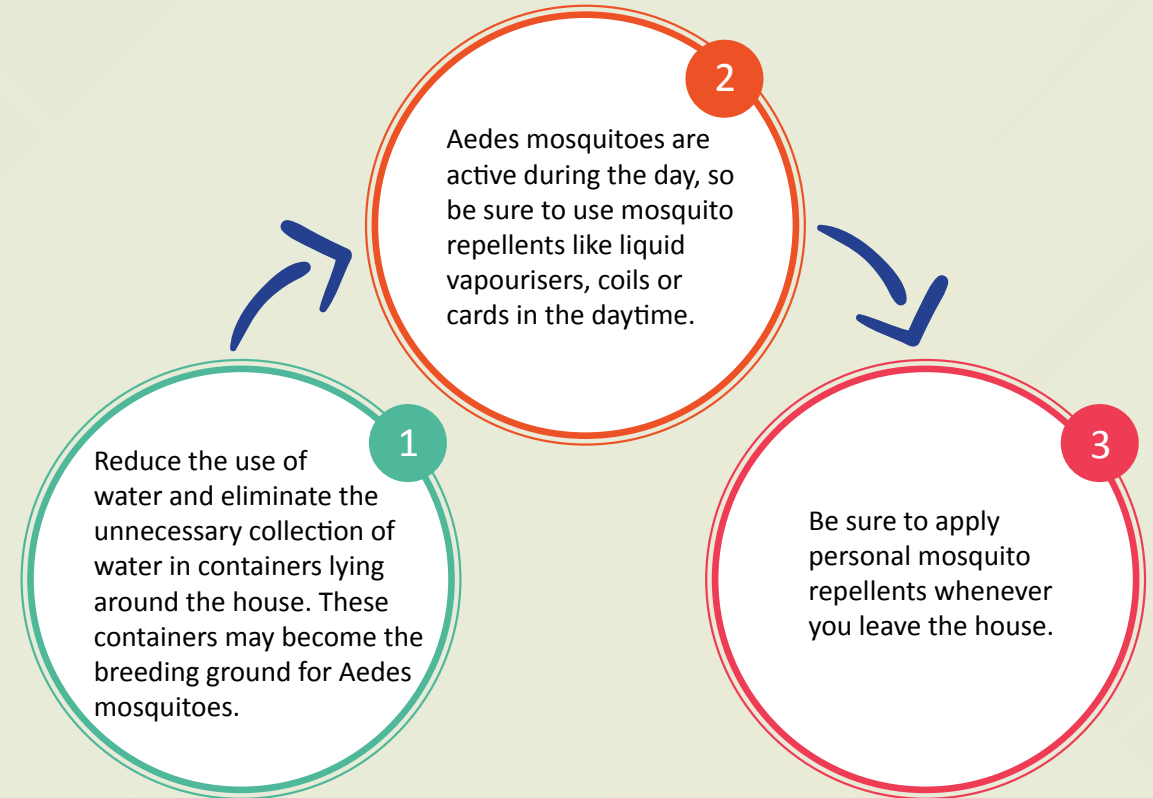 1
Reduce the use of
water and eliminate the
unnecessary collection of
water in containers lying
around the house. These
containers may become the
breeding ground for Aedes
mosquitoes.
2
Aedes mosquitoes are
active during the day, so
be sure to use mosquito
repellents like liquid
vapourisers, coils or
cards in the daytime.
3
Be sure to apply
personal mosquito
repellents whenever
you leave the house.